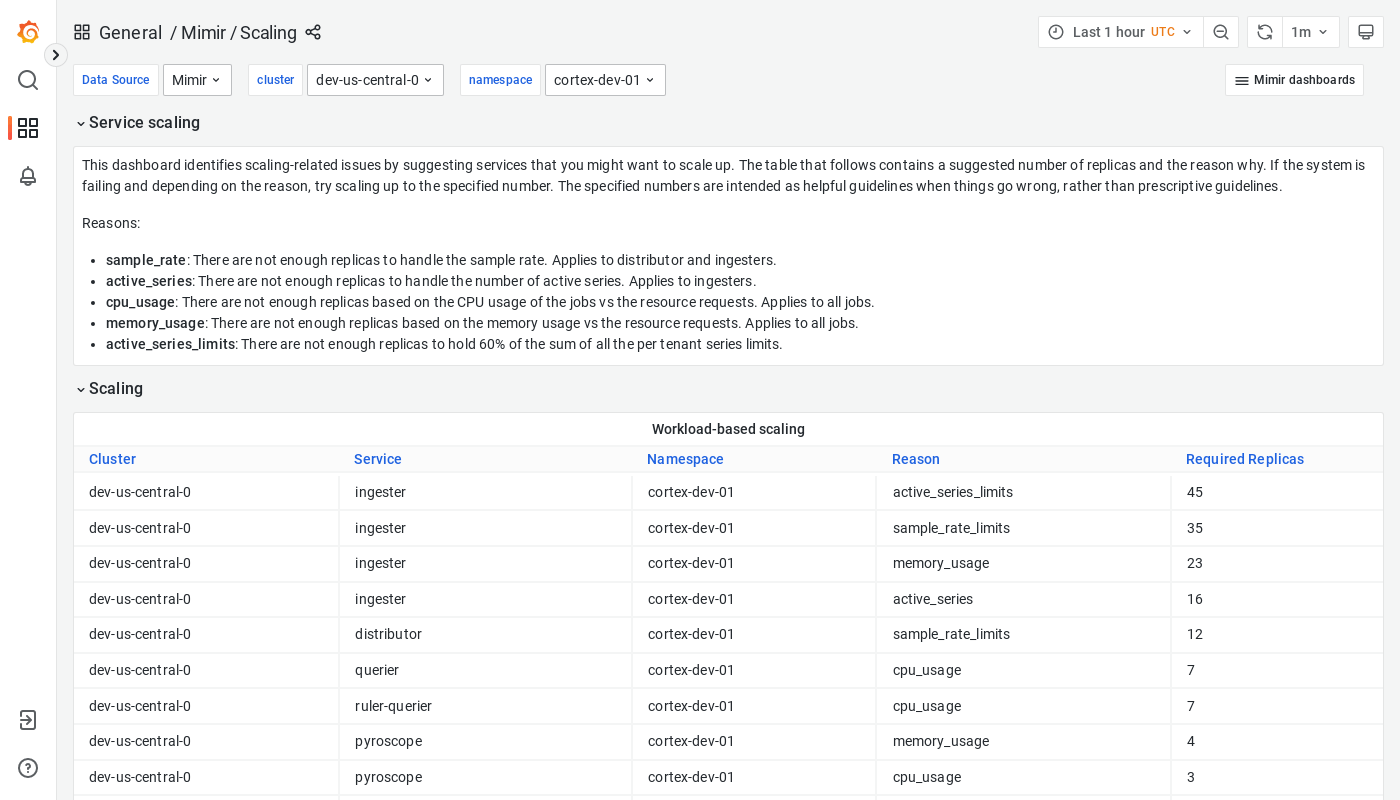 General / Mimir / Scaling
Last 1 hour UTC
1m
Data Source Mimir cluster dev-us-central-0 namespace cortex-dev-01 Mimir dashboards
Service scaling
This dashboard identifies scaling-related issues by suggesting services that you might want to scale up. The table that follows contains a suggested number of replicas and the reason why. If the system is
failing and depending on the reason, try scaling up to the specified number. The specified numbers are intended as helpful guidelines when things go wrong, rather than prescriptive guidelines.
Reasons:
• sample_rate: There are not enough replicas to handle the sample rate. Applies to distributor and ingesters.
• active_series: There are not enough replicas to handle the number of active series. Applies to ingesters.
• cpu_usage: There are not enough replicas based on the CPU usage of the jobs vs the resource requests. Applies to all jobs.
• memory_usage: There are not enough replicas based on the memory usage vs the resource requests. Applies to all jobs.
• active_series_limits: There are not enough replicas to hold 60% of the sum of all the per tenant series limits.
Scaling
Workload-based scaling
Cluster Service Namespace Reason Required Replicas
dev-us-central-0 ingester cortex-dev-01 active_series_limits 45
dev-us-central-0 ingester cortex-dev-01 sample_rate_limits 35
dev-us-central-0 ingester cortex-dev-01 memory_usage 23
dev-us-central-0 ingester cortex-dev-01 active_series 16
dev-us-central-0 distributor cortex-dev-01 sample_rate_limits 12
dev-us-central-0 querier cortex-dev-01 cpu_usage 7
dev-us-central-0 ruler-querier cortex-dev-01 cpu_usage 7
dev-us-central-0 pyroscope cortex-dev-01 memory_usage 4
dev-us-central-0 pyroscope cortex-dev-01 cpu_usage 3